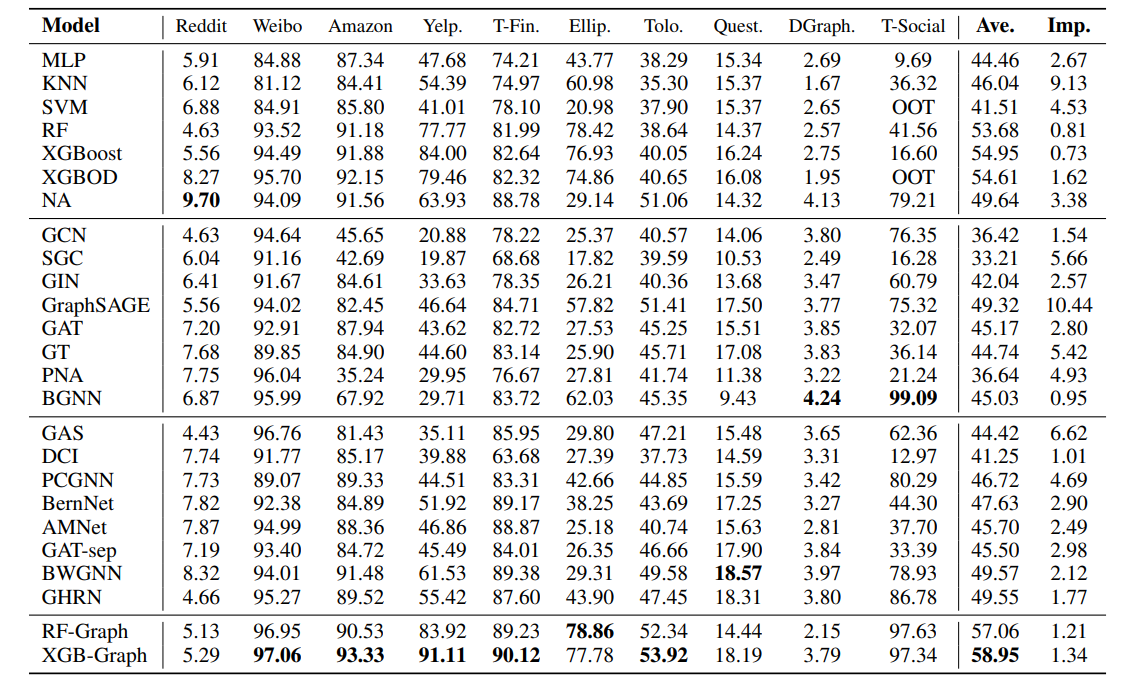 Model Reddit Weibo Amazon Yelp. T-Fin. Ellip. Tolo. Quest. DGraph. T-Social Ave. Imp.
MLP 5.91 84.88 87.34 47.68 74.21 43.77 38.29 15.34 2.69 9.69 44.46 2.67
KNN 6.12 81.12 84.41 54.39 74.97 60.98 35.30 15.37 1.67 36.32 46.04 9.13
SVM 6.88 84.91 85.80 41.01 78.10 20.98 37.90 15.37 2.65 OOT 41.51 4.53
RF 4.63 93.52 91.18 77.77 81.99 78.42 38.64 14.37 2.57 41.56 53.68 0.81
XGBoost 5.56 94.49 91.88 84.00 82.64 76.93 40.05 16.24 2.75 16.60 54.95 0.73
XGBOD 8.27 95.70 92.15 79.46 82.32 74.86 40.65 16.08 1.95 OOT 54.61 1.62
NA 9.70 94.09 91.56 63.93 88.78 29.14 51.06 14.32 4.13 79.21 49.64 3.38
GCN 4.63 94.64 45.65 20.88 78.22 25.37 40.57 14.06 3.80 76.35 36.42 1.54
SGC 6.04 91.16 42.69 19.87 68.68 17.82 39.59 10.53 2.49 16.28 33.21 5.66
GIN 6.41 91.67 84.61 33.63 78.35 26.21 40.36 13.68 3.47 60.79 42.04 2.57
GraphSAGE 5.56 94.02 82.45 46.64 84.71 57.82 51.41 17.50 3.77 75.32 49.32 10.44
GAT 7.20 92.91 87.94 43.62 82.72 27.53 45.25 15.51 3.85 32.07 45.17 2.80
GT 7.68 89.85 84.90 44.60 83.14 25.90 45.71 17.08 3.83 36.14 44.74 5.42
PNA 7.75 96.04 35.24 29.95 76.67 27.81 41.74 11.38 3.22 21.24 36.64 4.93
BGNN 6.87 95.99 67.92 29.71 83.72 62.03 45.35 9.43 4.24 99.09 45.03 0.95
GAS 4.43 96.76 81.43 35.11 85.95 29.80 47.21 15.48 3.65 62.36 44.42 6.62
DCI 7.74 91.77 85.17 39.88 63.68 27.39 37.73 14.59 3.31 12.97 41.25 1.01
PCGNN 7.73 89.07 89.33 44.51 83.31 42.66 44.85 15.59 3.42 80.29 46.72 4.69
BernNet 7.82 92.38 84.89 51.92 89.17 38.25 43.69 17.25 3.27 44.30 47.63 2.90
AMNet 7.87 94.99 88.36 46.86 88.87 25.18 40.74 15.63 2.81 37.70 45.70 2.49
GAT-sep 7.19 93.40 84.72 45.49 84.01 26.35 46.66 17.90 3.84 33.39 45.50 2.98
BWGNN 8.32 94.01 91.48 61.53 89.38 29.31 49.58 18.57 3.97 78.93 49.57 2.12
GHRN 4.66 95.27 89.52 55.42 87.60 43.90 47.45 18.31 3.80 86.78 49.55 1.77
RF-Graph 5.13 96.95 90.53 83.92 89.23 78.86 52.34 14.44 2.15 97.63 57.06 1.21
XGB-Graph 5.29 97.06 93.33 91.11 90.12 77.78 53.92 18.19 3.79 97.34 58.95 1.34